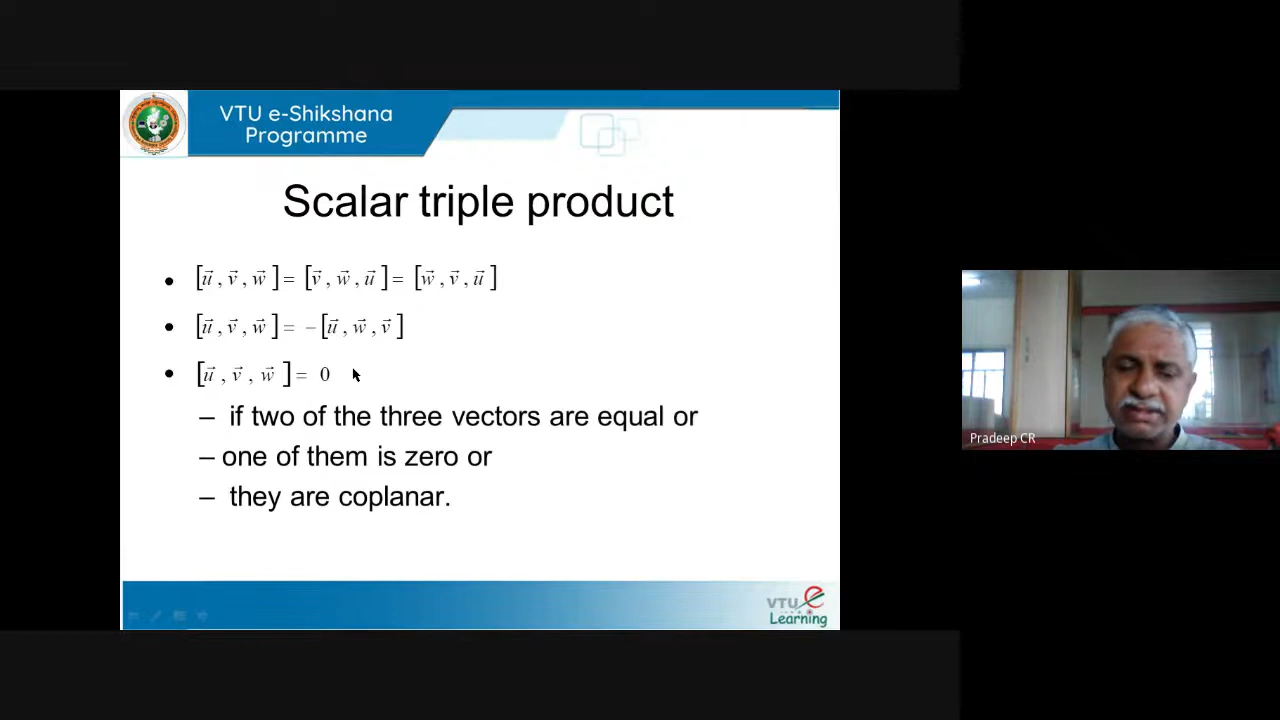 VTU e-Shikshana
Programme
Scalar triple product
• [u⃗ , v⃗ , w⃗ ] = [v⃗ , w⃗ , u⃗ ] = [w⃗ , v⃗ , u⃗ ]
• [u⃗ , v⃗ , w⃗ ] = −[u⃗ , w⃗ , v⃗ ]
• [u⃗ , v⃗ , w⃗ ] = 0
– if two of the three vectors are equal or
– one of them is zero or
– they are coplanar.
Pradeep CR
VTU e
Learning